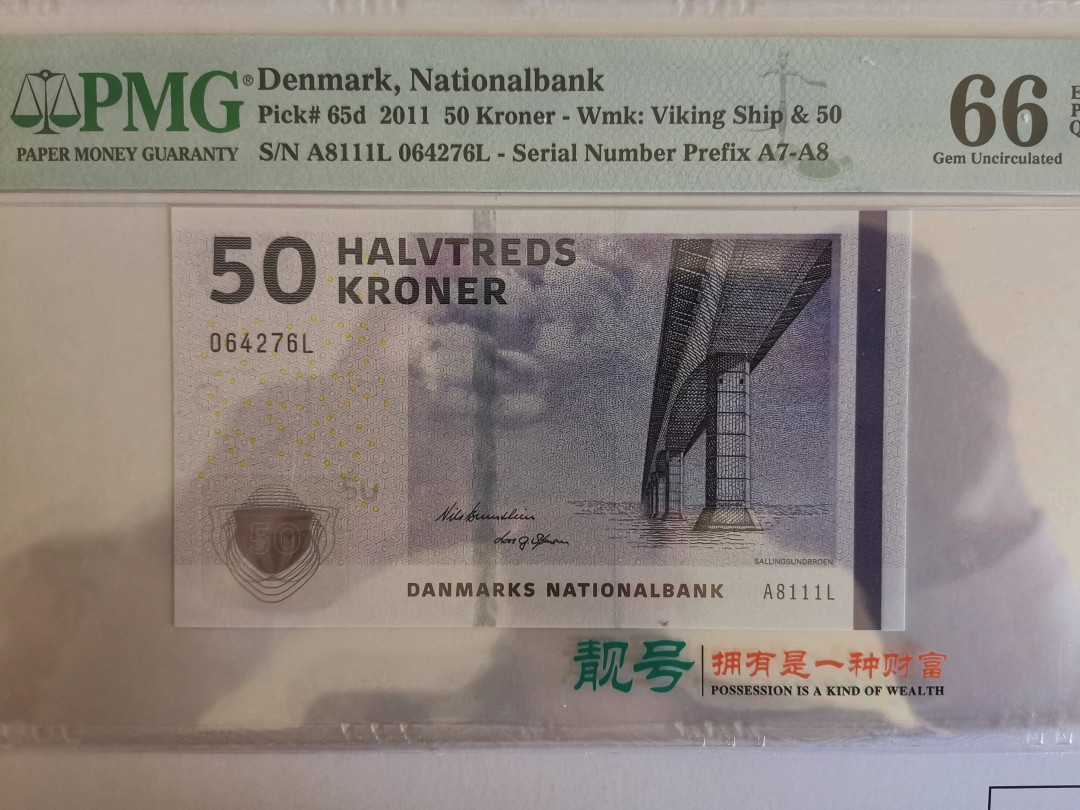 PMG®
PAPER MONEY GUARANTY
Denmark, Nationalbank
Pick# 65d 2011 50 Kroner - Wmk: Viking Ship & 50
S/N A8111L 064276L - Serial Number Prefix A7-A8
66
Gem Uncirculated
E
P
Q
50 HALVTREDS
KRONER
064276L
50
50
SALLINGSUNDBROEN
DANMARKS NATIONALBANK
A8111L
靓号
拥有是一种财富
POSSESSION IS A KIND OF WEALTH